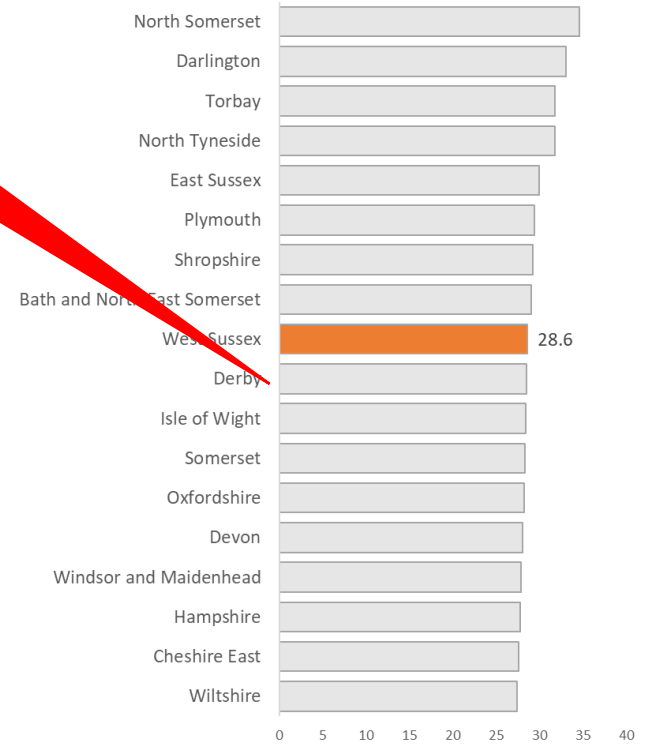 North Somerset
Darlington
Torbay
North Tyneside
East Sussex
Plymouth
Shropshire
Bath and North East Somerset
West Sussex 28.6
Derby
Isle of Wight
Somerset
Oxfordshire
Devon
Windsor and Maidenhead
Hampshire
Cheshire East
Wiltshire
0 5 10 15 20 25 30 35 40